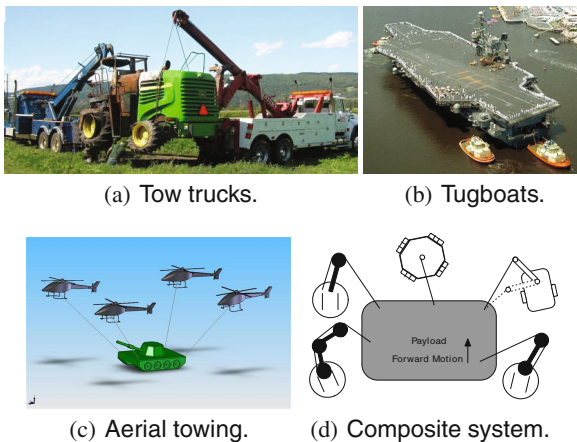 (a) Tow trucks.
(b) Tugboats.
Payload
Forward Motion
(c) Aerial towing.
(d) Composite system.